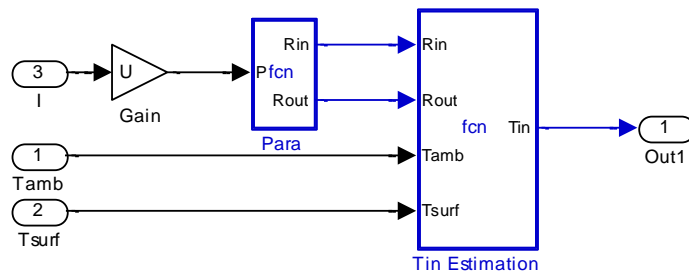 3
I
U
Gain
P
fcn
Rin
Rout
Para
1
Tamb
2
Tsurf
Rin
Rout
Tamb
Tsurf
fcn
Tin
Tin Estimation
1
Out1